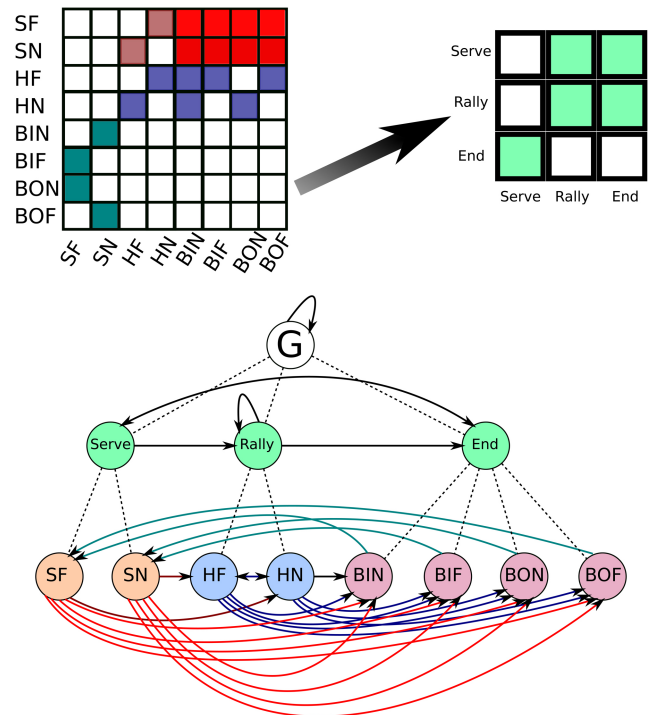 SF
SN
HF
HN
BIN
BIF
BON
BOF
SF SN HF HN BIN BIF BON BOF
Serve
Rally
End
Serve Rally End
G
Serve Rally End
SF SN HF HN BIN BIF BON BOF